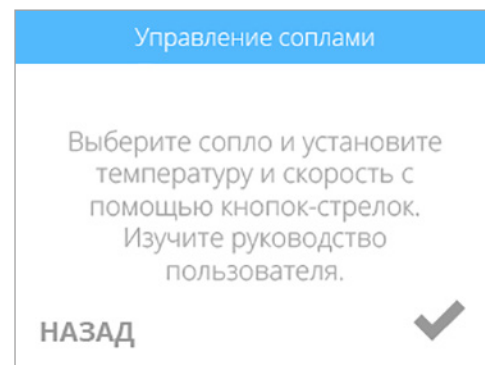 Управление соплами
Выберите сопло и установите
температуру и скорость с
помощью кнопок-стрелок.
Изучите руководство
пользователя.
НАЗАД